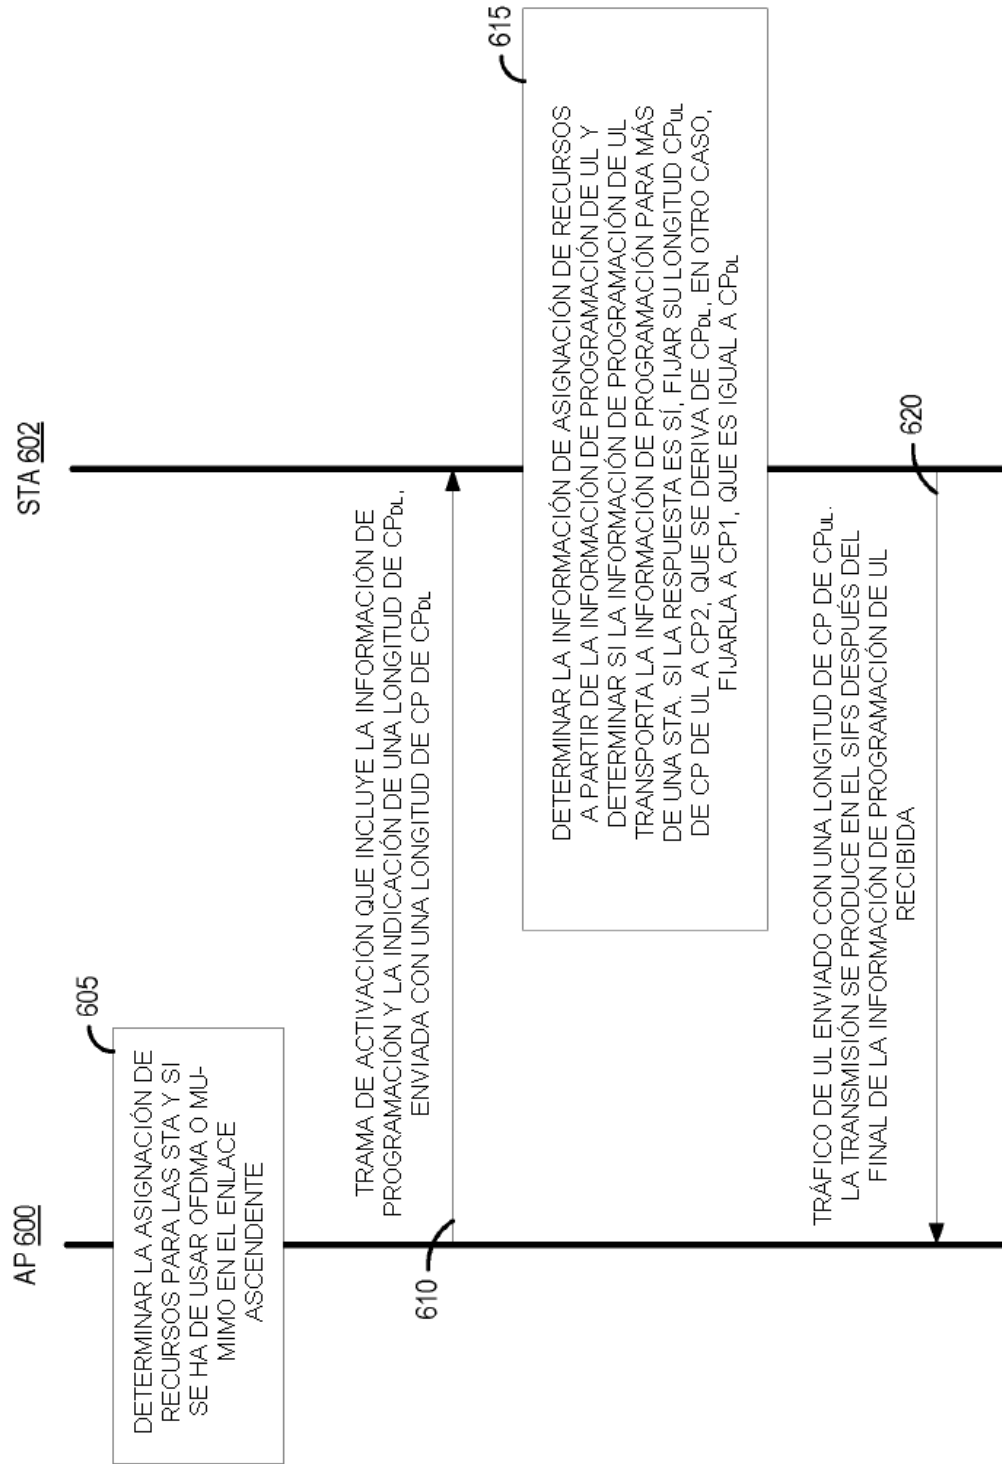 AP 600
STA 602
605
DETERMINAR LA ASIGNACIÓN DE
RECURSOS PARA LAS STA Y SI
SE HA DE USAR OFDMA O MU-
MIMO EN EL ENLACE
ASCENDENTE
610
TRAMA DE ACTIVACIÓN QUE INCLUYE LA INFORMACIÓN DE
PROGRAMACIÓN Y LA INDICACIÓN DE UNA LONGITUD DE CPDL,
ENVIADA CON UNA LONGITUD DE CP DE CPDL
615
DETERMINAR LA INFORMACIÓN DE ASIGNACIÓN DE RECURSOS
A PARTIR DE LA INFORMACIÓN DE PROGRAMACIÓN DE UL Y
DETERMINAR SI LA INFORMACIÓN DE PROGRAMACIÓN DE UL
TRANSPORTA LA INFORMACIÓN DE PROGRAMACIÓN PARA MÁS
DE UNA STA. SI LA RESPUESTA ES SÍ, FIJAR SU LONGITUD CPUL
DE CP DE UL A CP2, QUE SE DERIVA DE CPDL, EN OTRO CASO,
FIJARLA A CP1, QUE ES IGUAL A CPDL
TRÁFICO DE UL ENVIADO CON UNA LONGITUD DE CP DE CPUL.
LA TRANSMISIÓN SE PRODUCE EN EL SIFS DESPUÉS DEL
FINAL DE LA INFORMACIÓN DE PROGRAMACIÓN DE UL
RECIBIDA
620